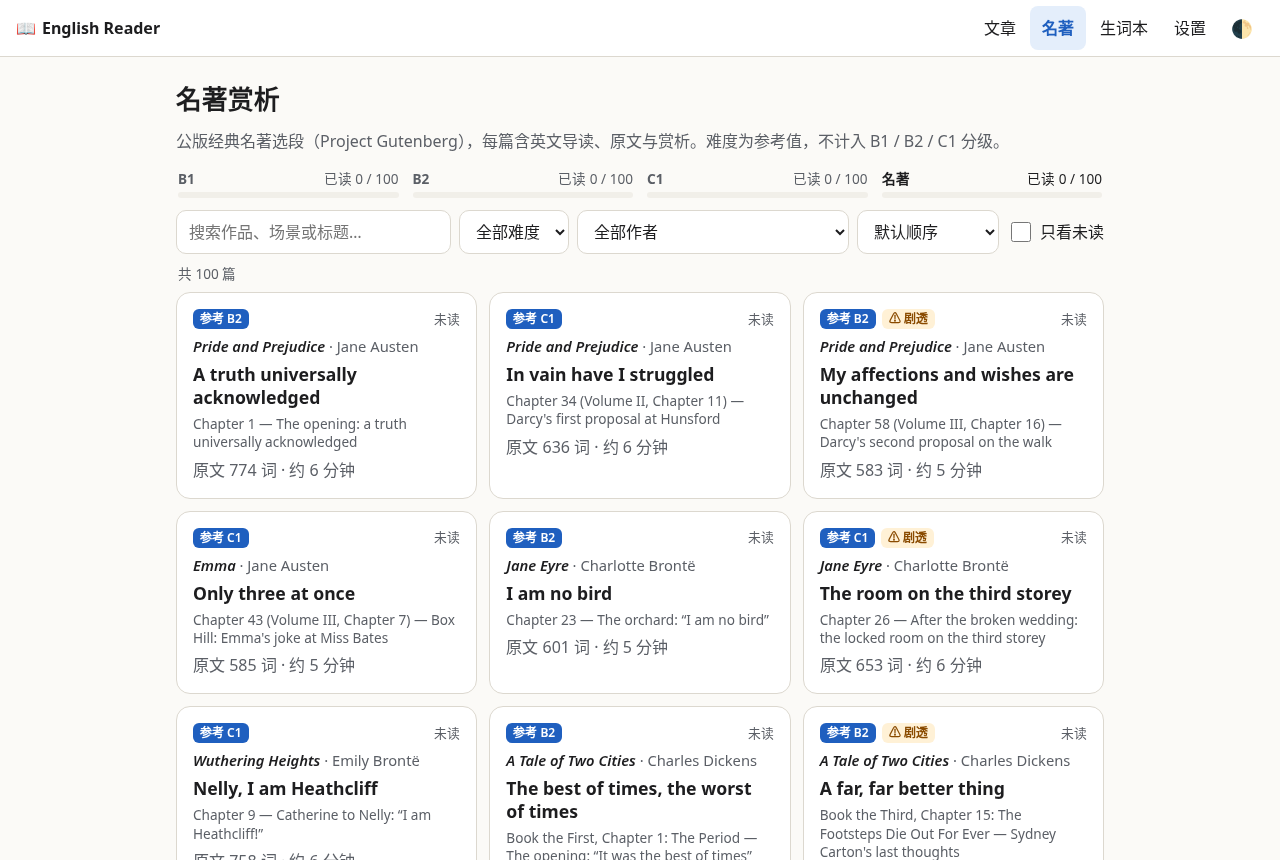 📖 English Reader
文章
名著
生词本
设置
名著赏析
公版经典名著选段（Project Gutenberg），每篇含英文导读、原文与赏析。难度为参考值，不计入 B1 / B2 / C1 分级。
B1 已读 0 / 100
B2 已读 0 / 100
C1 已读 0 / 100
名著 已读 0 / 100
搜索作品、场景或标题…
全部难度
全部作者
默认顺序
只看未读
共 100 篇
参考 B2 未读
Pride and Prejudice · Jane Austen
A truth universally
acknowledged
Chapter 1 — The opening: a truth
universally acknowledged
原文 774 词 · 约 6 分钟
参考 C1 未读
Pride and Prejudice · Jane Austen
In vain have I struggled
Chapter 34 (Volume II, Chapter 11) —
Darcy's first proposal at Hunsford
原文 636 词 · 约 6 分钟
参考 B2 ⚠ 剧透 未读
Pride and Prejudice · Jane Austen
My affections and wishes are
unchanged
Chapter 58 (Volume III, Chapter 16) —
Darcy's second proposal on the walk
原文 583 词 · 约 5 分钟
参考 C1 未读
Emma · Jane Austen
Only three at once
Chapter 43 (Volume III, Chapter 7) — Box
Hill: Emma's joke at Miss Bates
原文 585 词 · 约 5 分钟
参考 B2 未读
Jane Eyre · Charlotte Brontë
I am no bird
Chapter 23 — The orchard: “I am no bird”
原文 601 词 · 约 5 分钟
参考 C1 ⚠ 剧透 未读
Jane Eyre · Charlotte Brontë
The room on the third storey
Chapter 26 — After the broken wedding:
the locked room on the third storey
原文 653 词 · 约 6 分钟
参考 C1 未读
Wuthering Heights · Emily Brontë
Nelly, I am Heathcliff
Chapter 9 — Catherine to Nelly: “I am
Heathcliff!”
原文 758 词 · 约 6 分钟
参考 B2 未读
A Tale of Two Cities · Charles Dickens
The best of times, the worst
of times
Book the First, Chapter 1: The Period —
The opening: “It was the best of times”
参考 B2 ⚠ 剧透 未读
A Tale of Two Cities · Charles Dickens
A far, far better thing
Book the Third, Chapter 15: The
Footsteps Die Out For Ever — Sydney
Carton's last thoughts